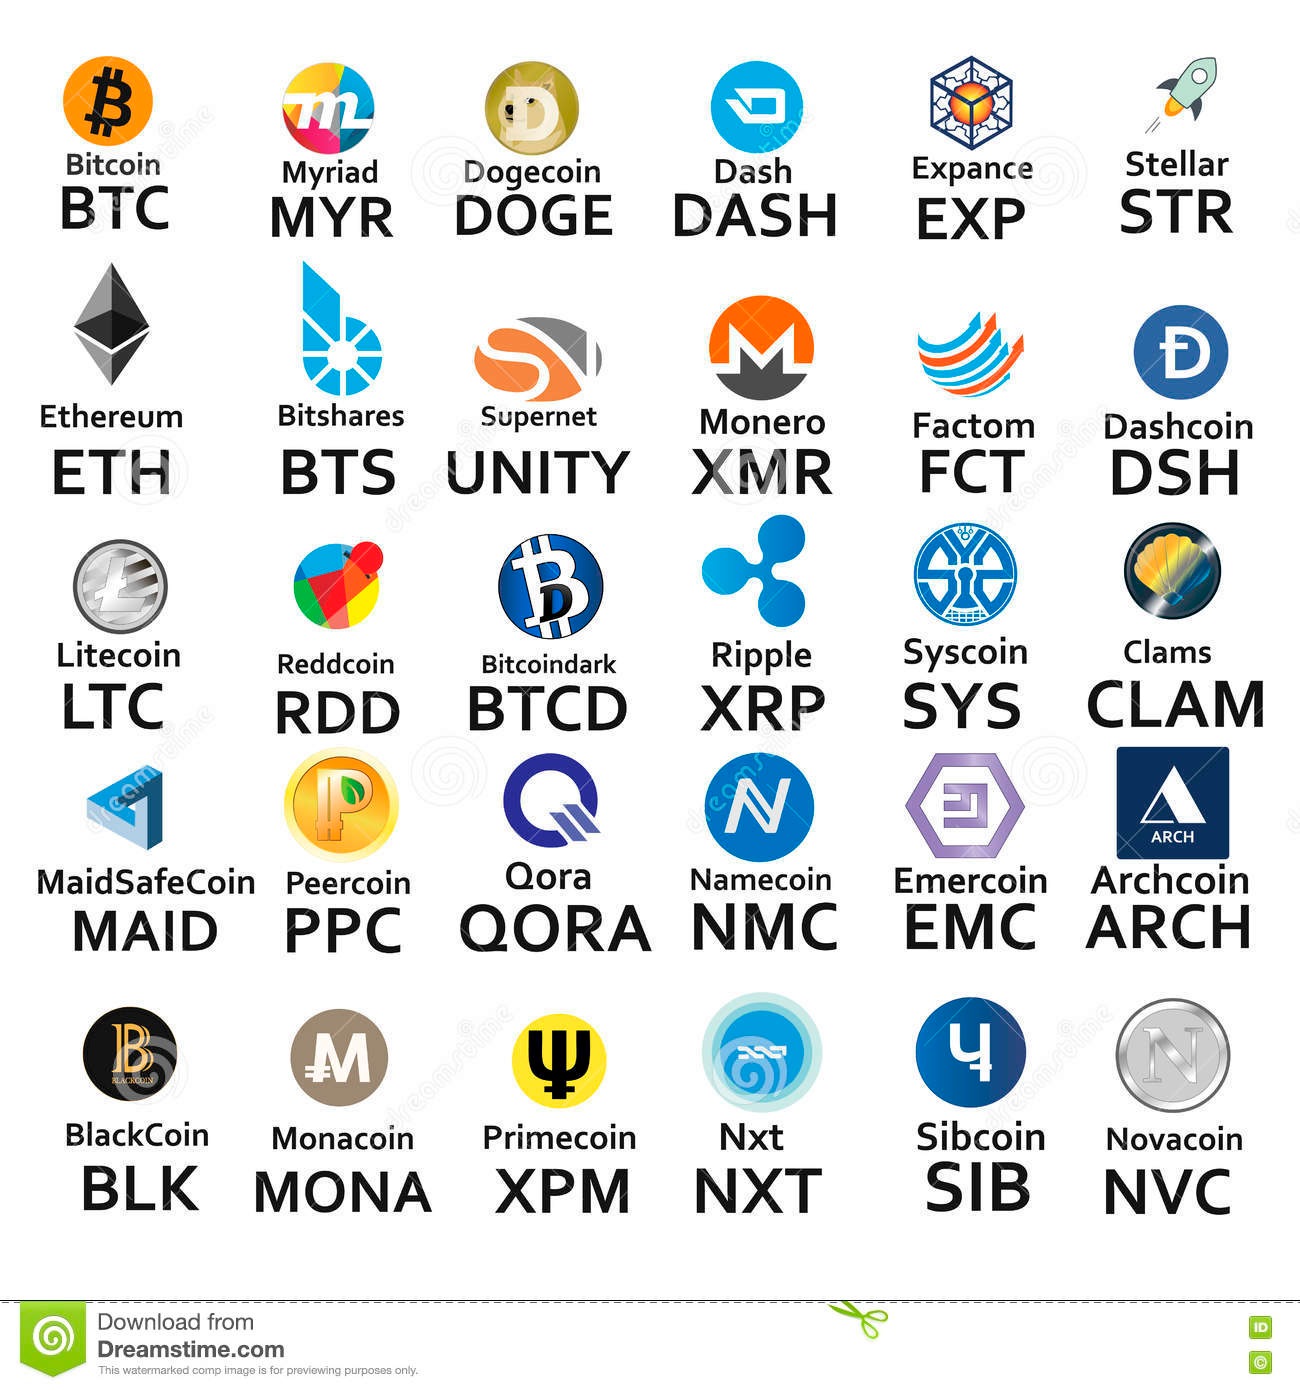 Bitcoin
BTC
Myriad
MYR
Dogecoin
DOGE
Dash
DASH
Expance
EXP
Stellar
STR
Ethereum
ETH
Bitshares
BTS
Supernet
UNITY
Monero
XMR
Factom
FCT
Dashcoin
DSH
Litecoin
LTC
Reddcoin
RDD
Bitcoindark
BTCD
Ripple
XRP
Syscoin
SYS
Clams
CLAM
MaidSafeCoin
MAID
Peercoin
PPC
Qora
QORA
Namecoin
NMC
Emercoin
EMC
ARCH
Archcoin
ARCH
BLACKCOIN
BlackCoin
BLK
Monacoin
MONA
Primecoin
XPM
Nxt
NXT
Sibcoin
SIB
Novacoin
NVC
Download from
Dreamstime.com
This watermarked comp image is for previewing purposes only.
ID
©